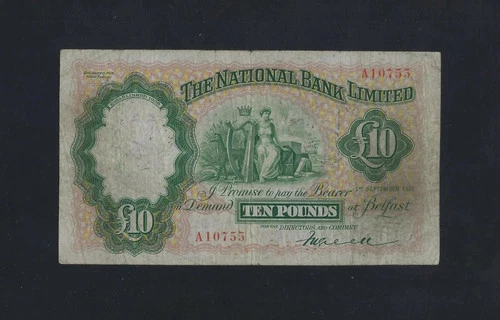 A10755
THE NATIONAL BANK LIMITED
£10
I Promise to pay the Bearer
on Demand TEN POUNDS at Belfast
£10
A10755
FOR THE DIRECTORS AND COMPANY